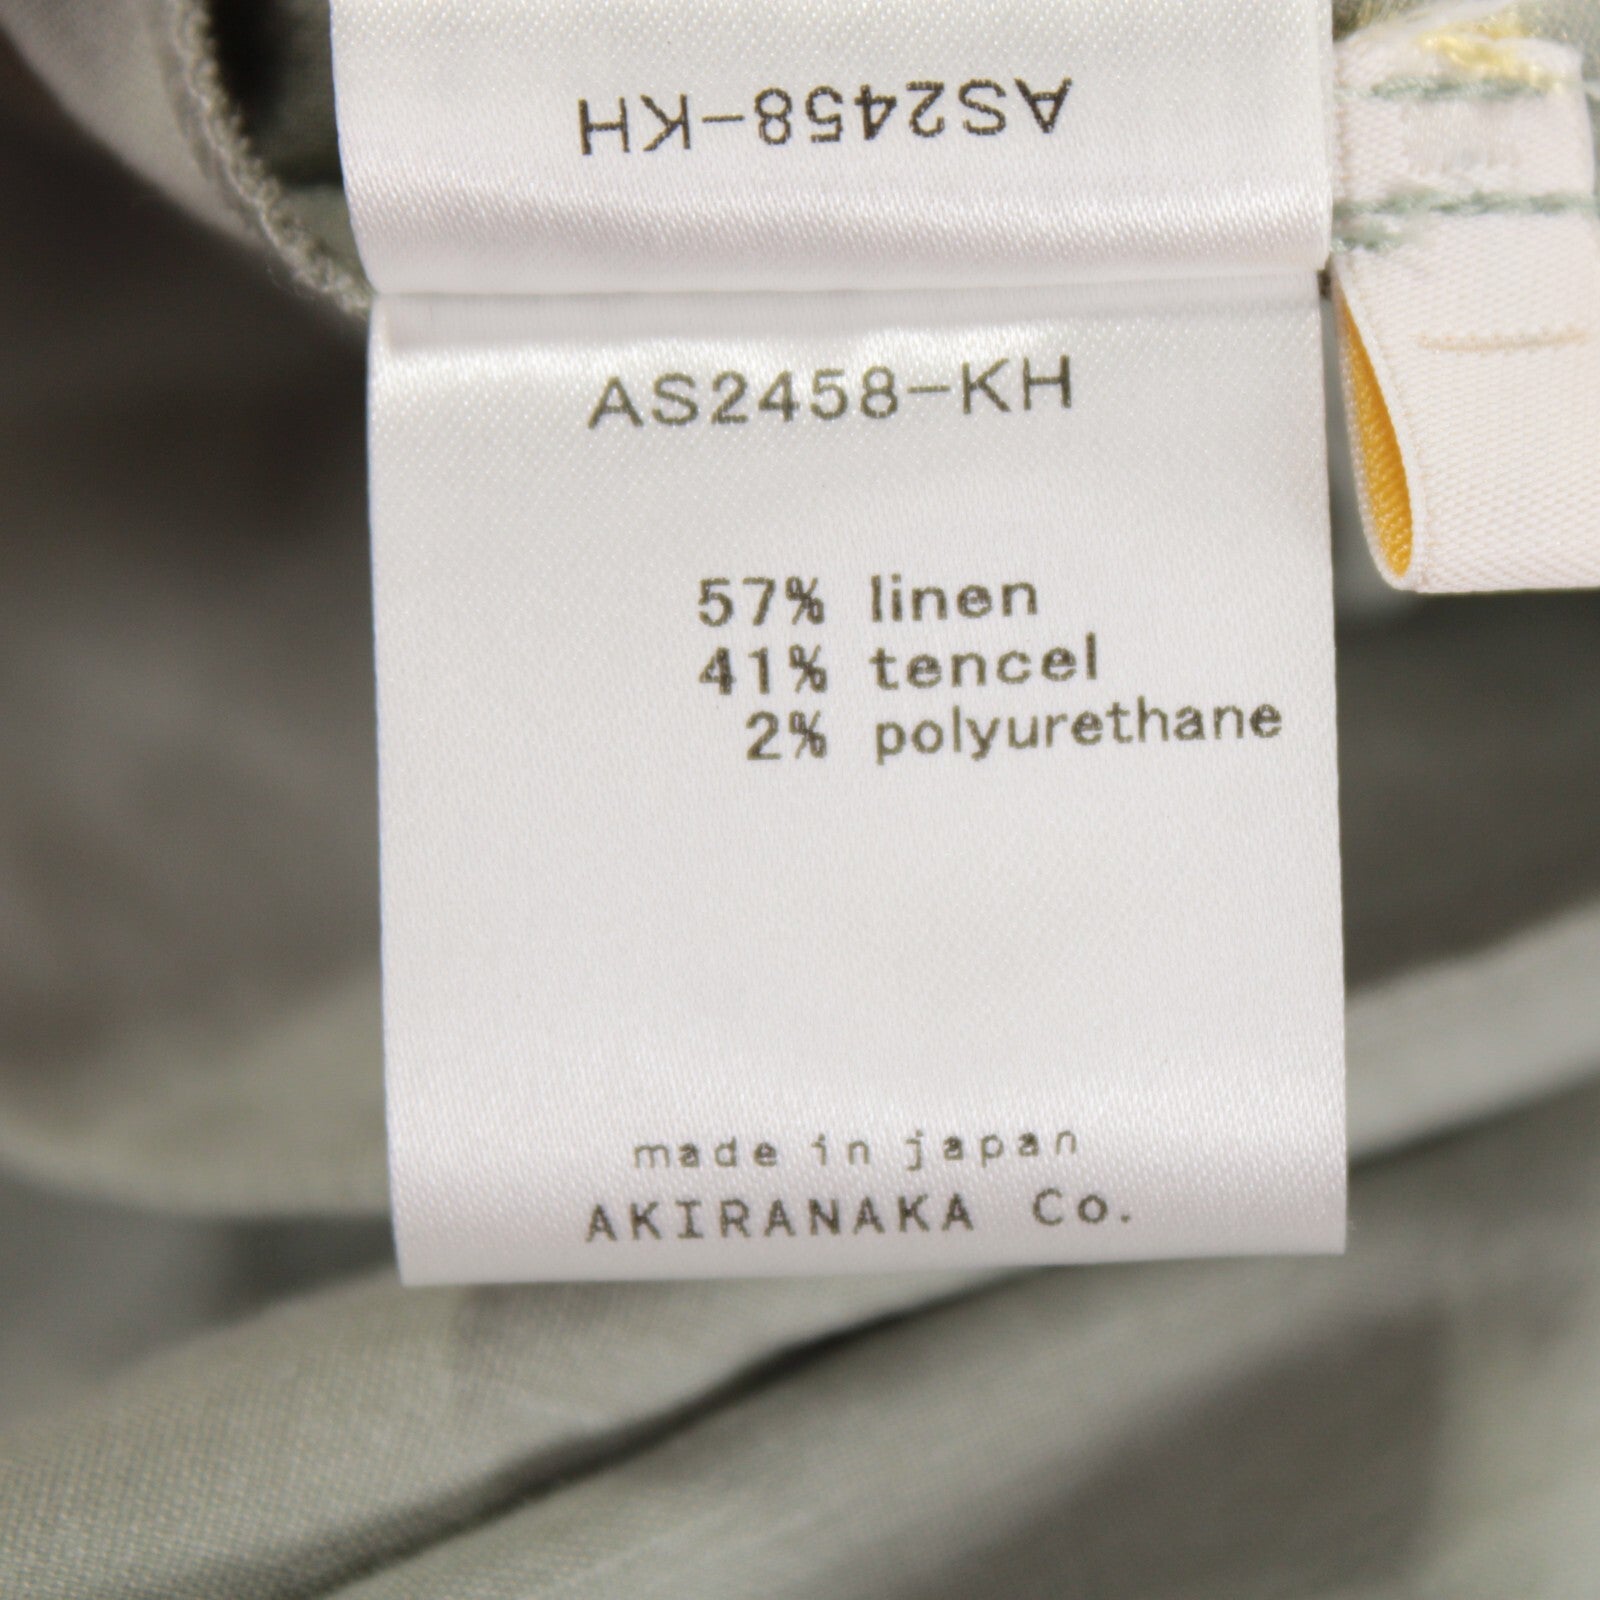 AS2458-KH
AS2458-KH
57% linen
41% tencel
2% polyurethane
made in japan
AKIRANAKA Co.